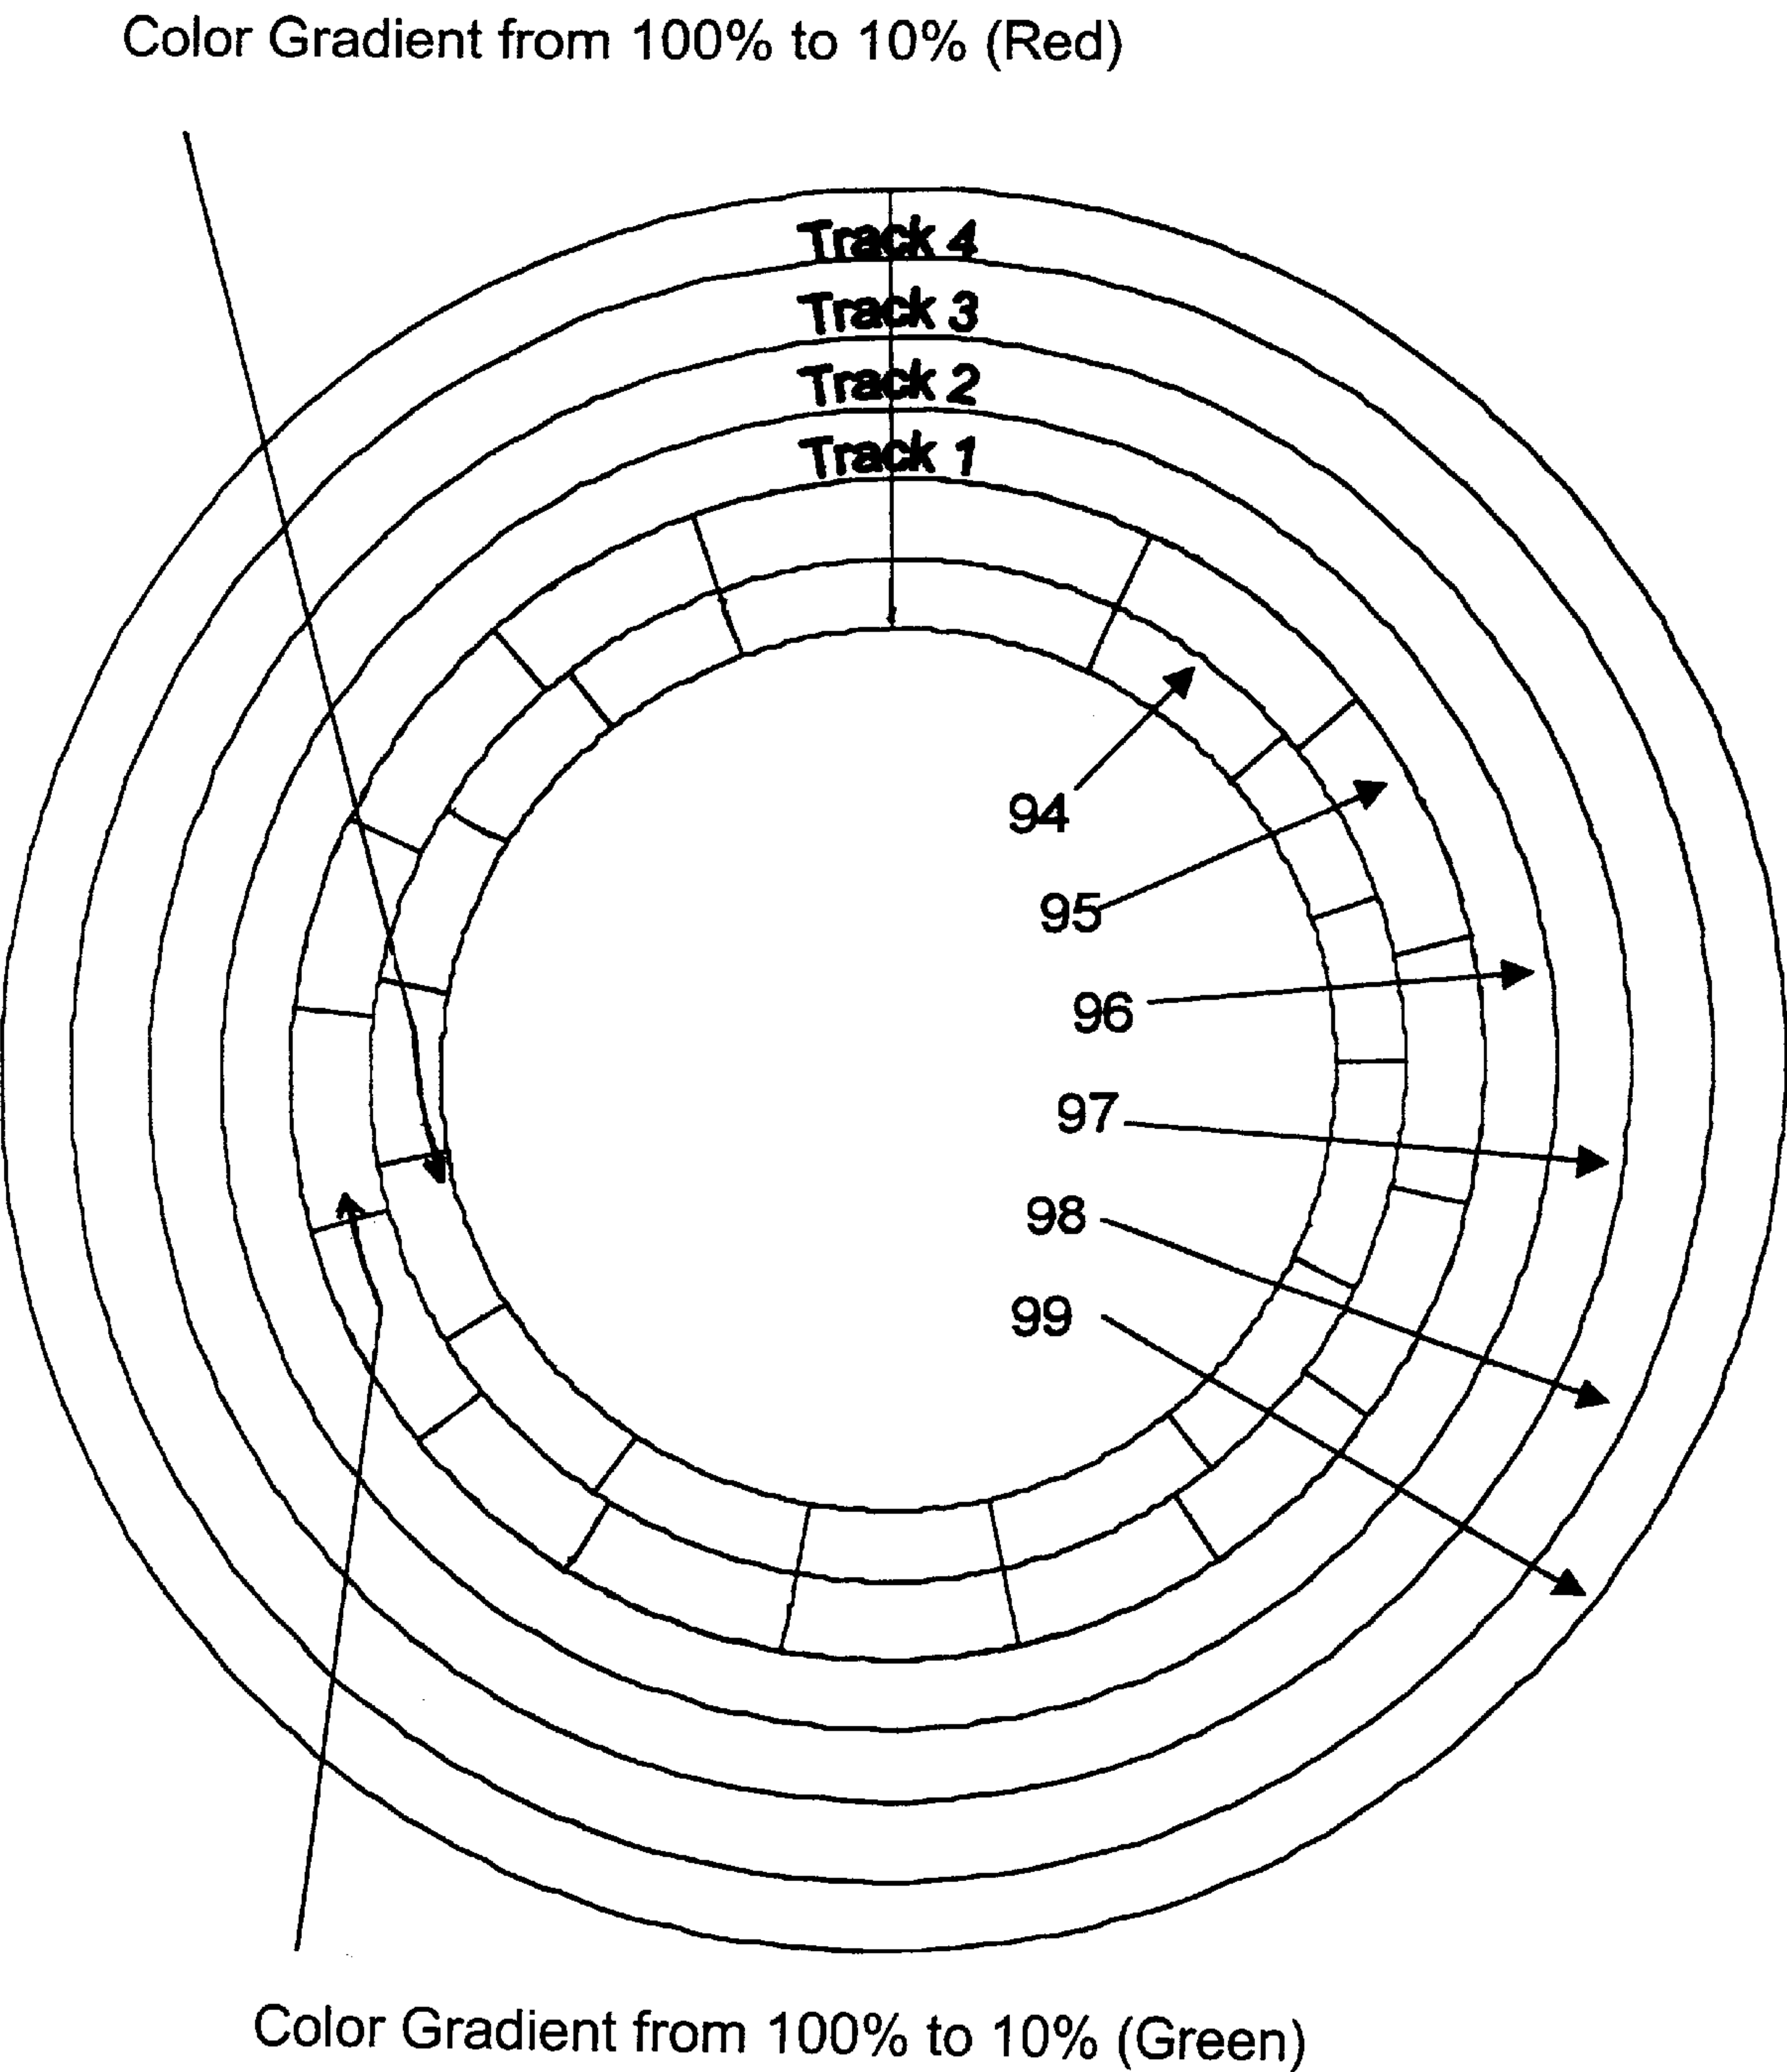 Color Gradient from 100% to 10% (Red)
Track 4
Track 3
Track 2
Track 1
94
95
96
97
98
99
Color Gradient from 100% to 10% (Green)